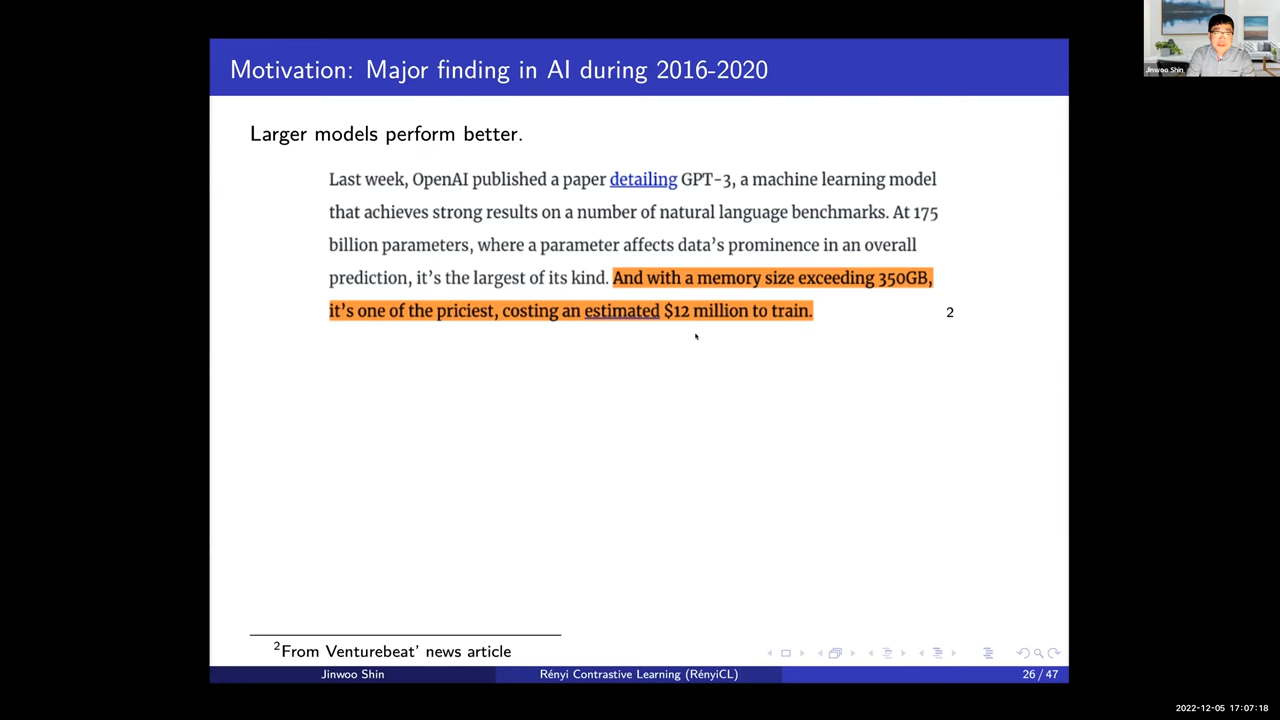 Jinwoo Shin
Motivation: Major finding in AI during 2016-2020
Larger models perform better.
Last week, OpenAI published a paper detailing GPT-3, a machine learning model
that achieves strong results on a number of natural language benchmarks. At 175
billion parameters, where a parameter affects data's prominence in an overall
prediction, it's the largest of its kind. And with a memory size exceeding 350GB,
it's one of the priciest, costing an estimated $12 million to train. 2
2From Venturebeat' news article
Jinwoo Shin Rényi Contrastive Learning (RényiCL) 26 / 47
2022-12-05 17:07:18